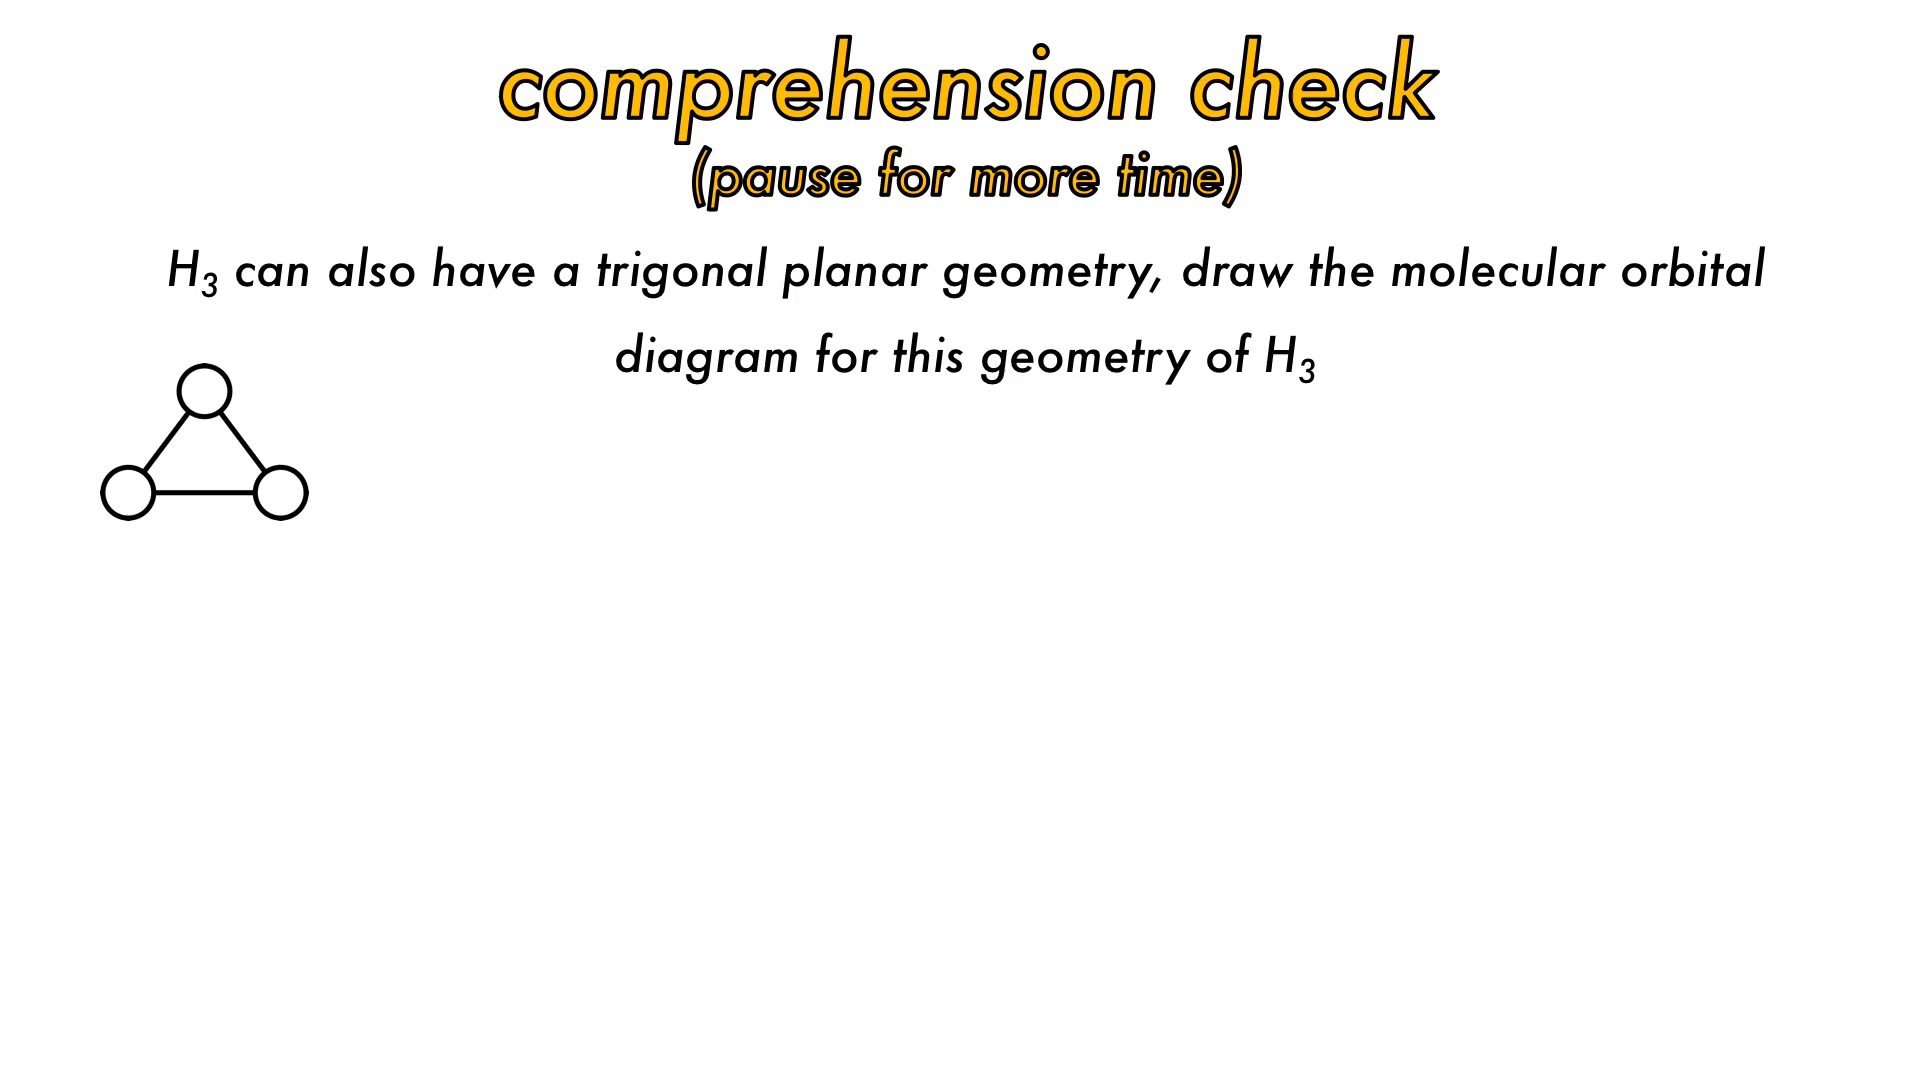 comprehension check
(pause for more time)
H₃ can also have a trigonal planar geometry, draw the molecular orbital
diagram for this geometry of H₃